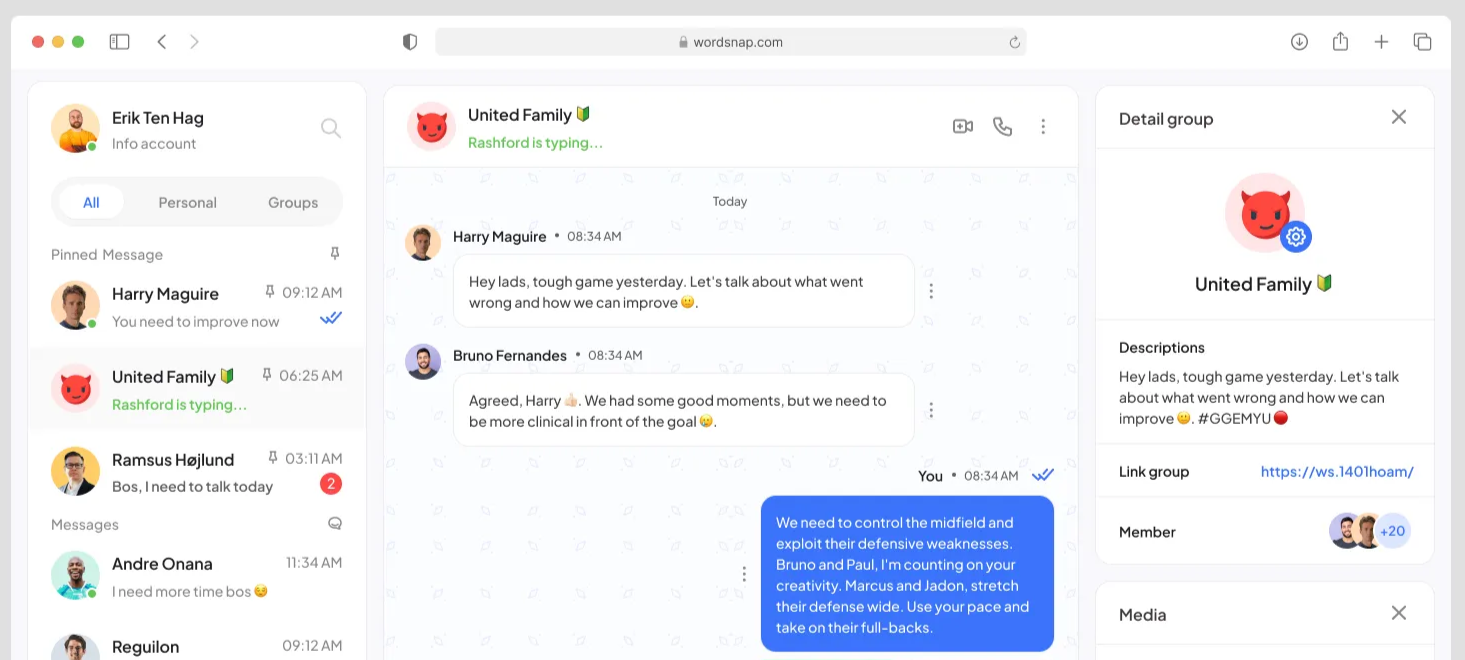 wordsnap.com
Erik Ten Hag
Info account
All
Personal
Groups
Pinned Message
Harry Maguire
09:12 AM
You need to improve now
United Family🔰
06:25 AM
Rashford is typing...
Ramsus Højlund
03:11 AM
Bos, I need to talk today
2
Messages
Andre Onana
11:34 AM
I need more time bos😔
Reguilon
09:12 AM
United Family🔰
Rashford is typing...
Today
Harry Maguire • 08:34 AM
Hey lads, tough game yesterday. Let's talk about what went
wrong and how we can improve 🙂.
Bruno Fernandes • 08:34 AM
Agreed, Harry👍🏻. We had some good moments, but we need to
be more clinical in front of the goal🥲.
You • 08:34 AM
We need to control the midfield and
exploit their defensive weaknesses.
Bruno and Paul, I'm counting on your
creativity. Marcus and Jadon, stretch
their defense wide. Use your pace and
take on their full-backs.
Detail group
United Family🔰
Descriptions
Hey lads, tough game yesterday. Let's talk
about what went wrong and how we can
improve🙂. #GGEMYU🔴
Link group
https://ws.1401hoam/
Member
+20
Media